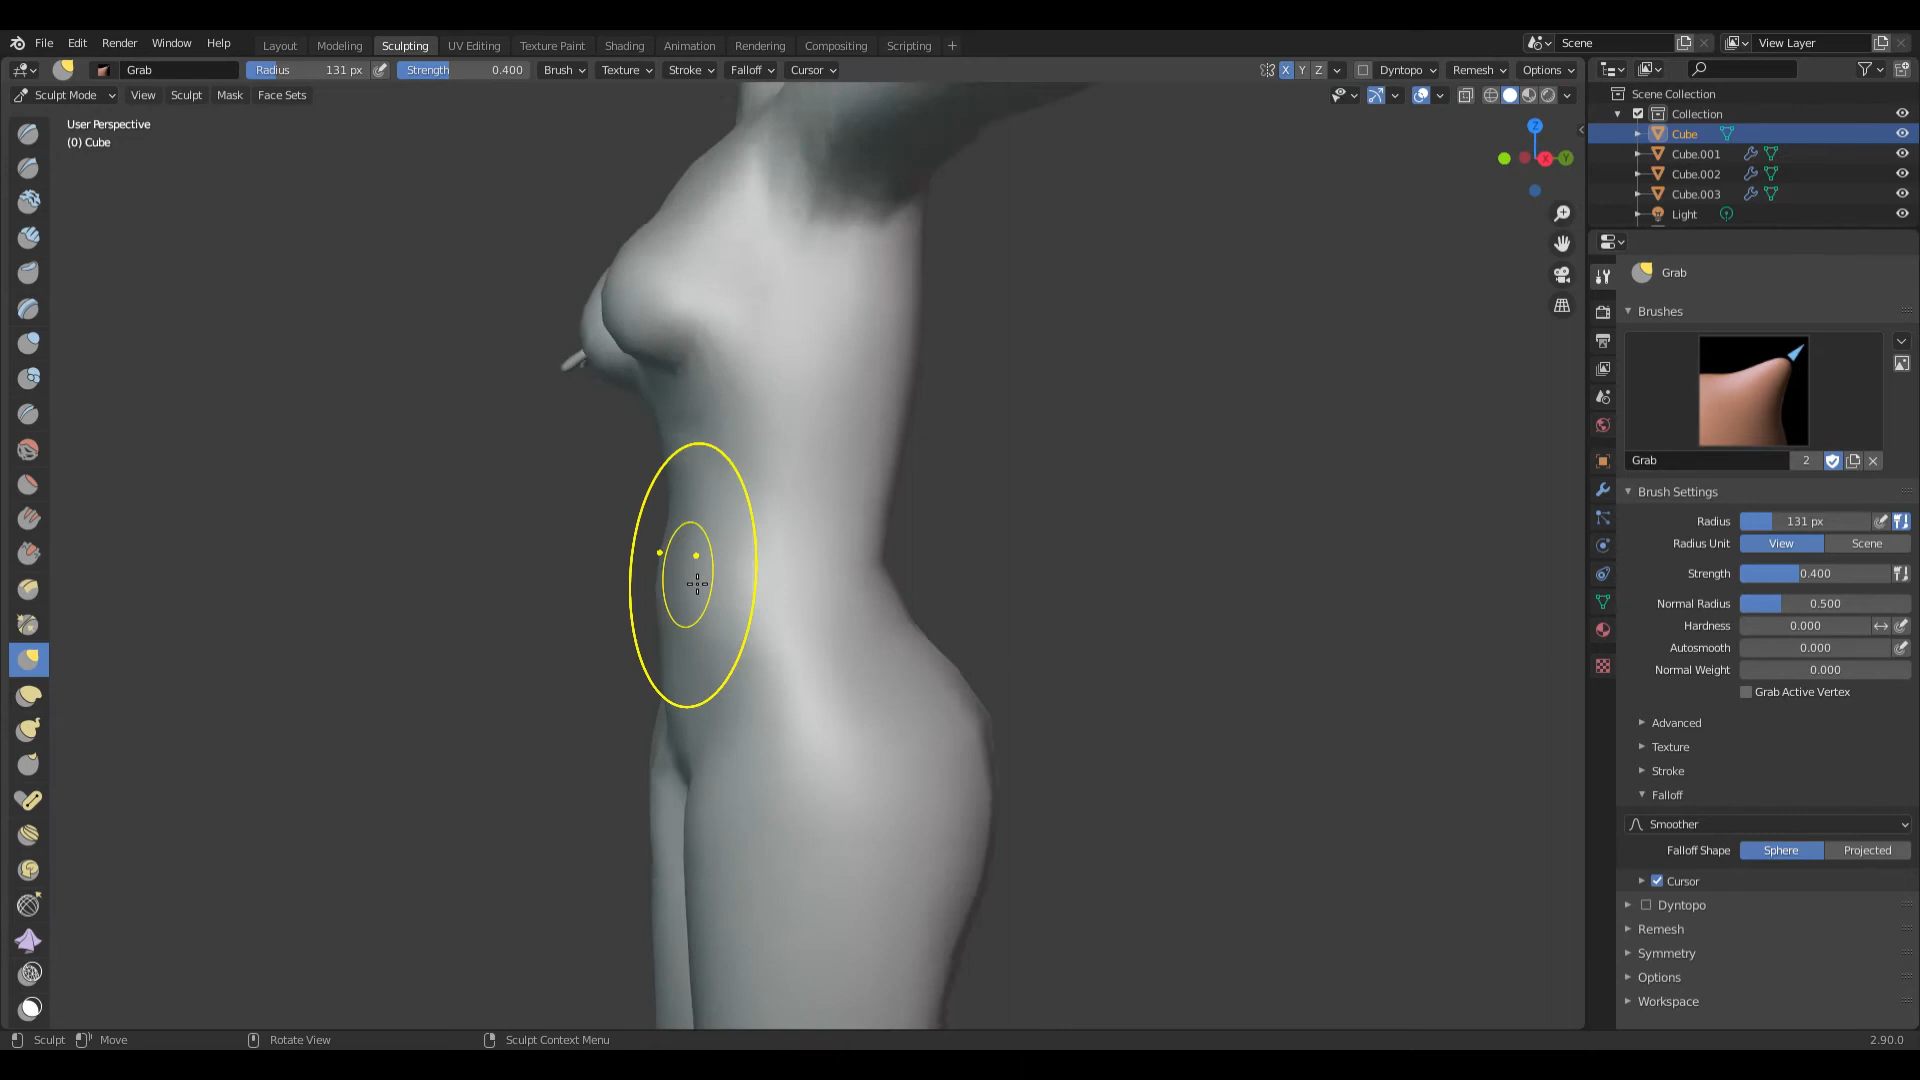 File Edit Render Window Help Layout Modeling Sculpting UV Editing Texture Paint Shading Animation Rendering Compositing Scripting + Scene View Layer
Grab Radius 131 px Strength 0.400 Brush Texture Stroke Falloff Cursor X Y Z Dyntopo Remesh Options
Sculpt Mode View Sculpt Mask Face Sets
User Perspective
(0) Cube
Z
X
Y
Scene Collection
Collection
Cube
Cube.001
Cube.002
Cube.003
Light
Grab
Brushes
Grab 2
Brush Settings
Radius 131 px
Radius Unit View Scene
Strength 0.400
Normal Radius 0.500
Hardness 0.000
Autosmooth 0.000
Normal Weight 0.000
Grab Active Vertex
Advanced
Texture
Stroke
Falloff
Smoother
Falloff Shape Sphere Projected
Cursor
Dyntopo
Remesh
Symmetry
Options
Workspace
Sculpt Move Rotate View Sculpt Context Menu 2.90.0